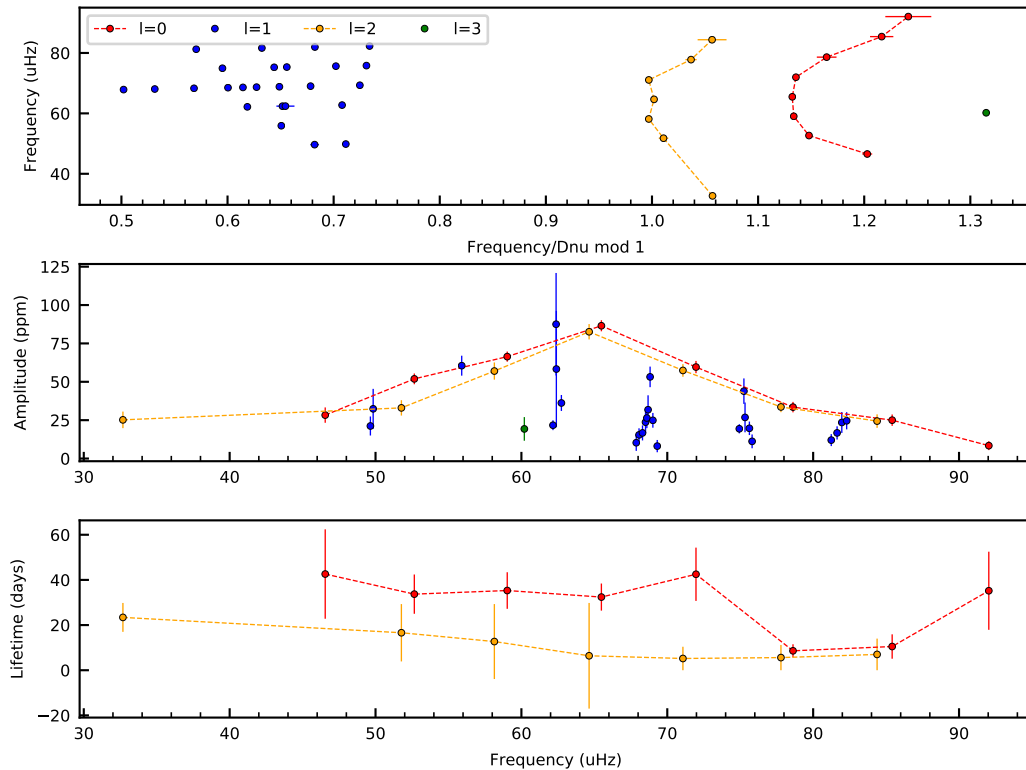 l=0 l=1 l=2 l=3
Frequency (uHz)
80
60
40
0.5 0.6 0.7 0.8 0.9 1.0 1.1 1.2 1.3
Frequency/Dnu mod 1
Amplitude (ppm)
125
100
75
50
25
0
30 40 50 60 70 80 90
Lifetime (days)
60
40
20
0
−20
30 40 50 60 70 80 90
Frequency (uHz)